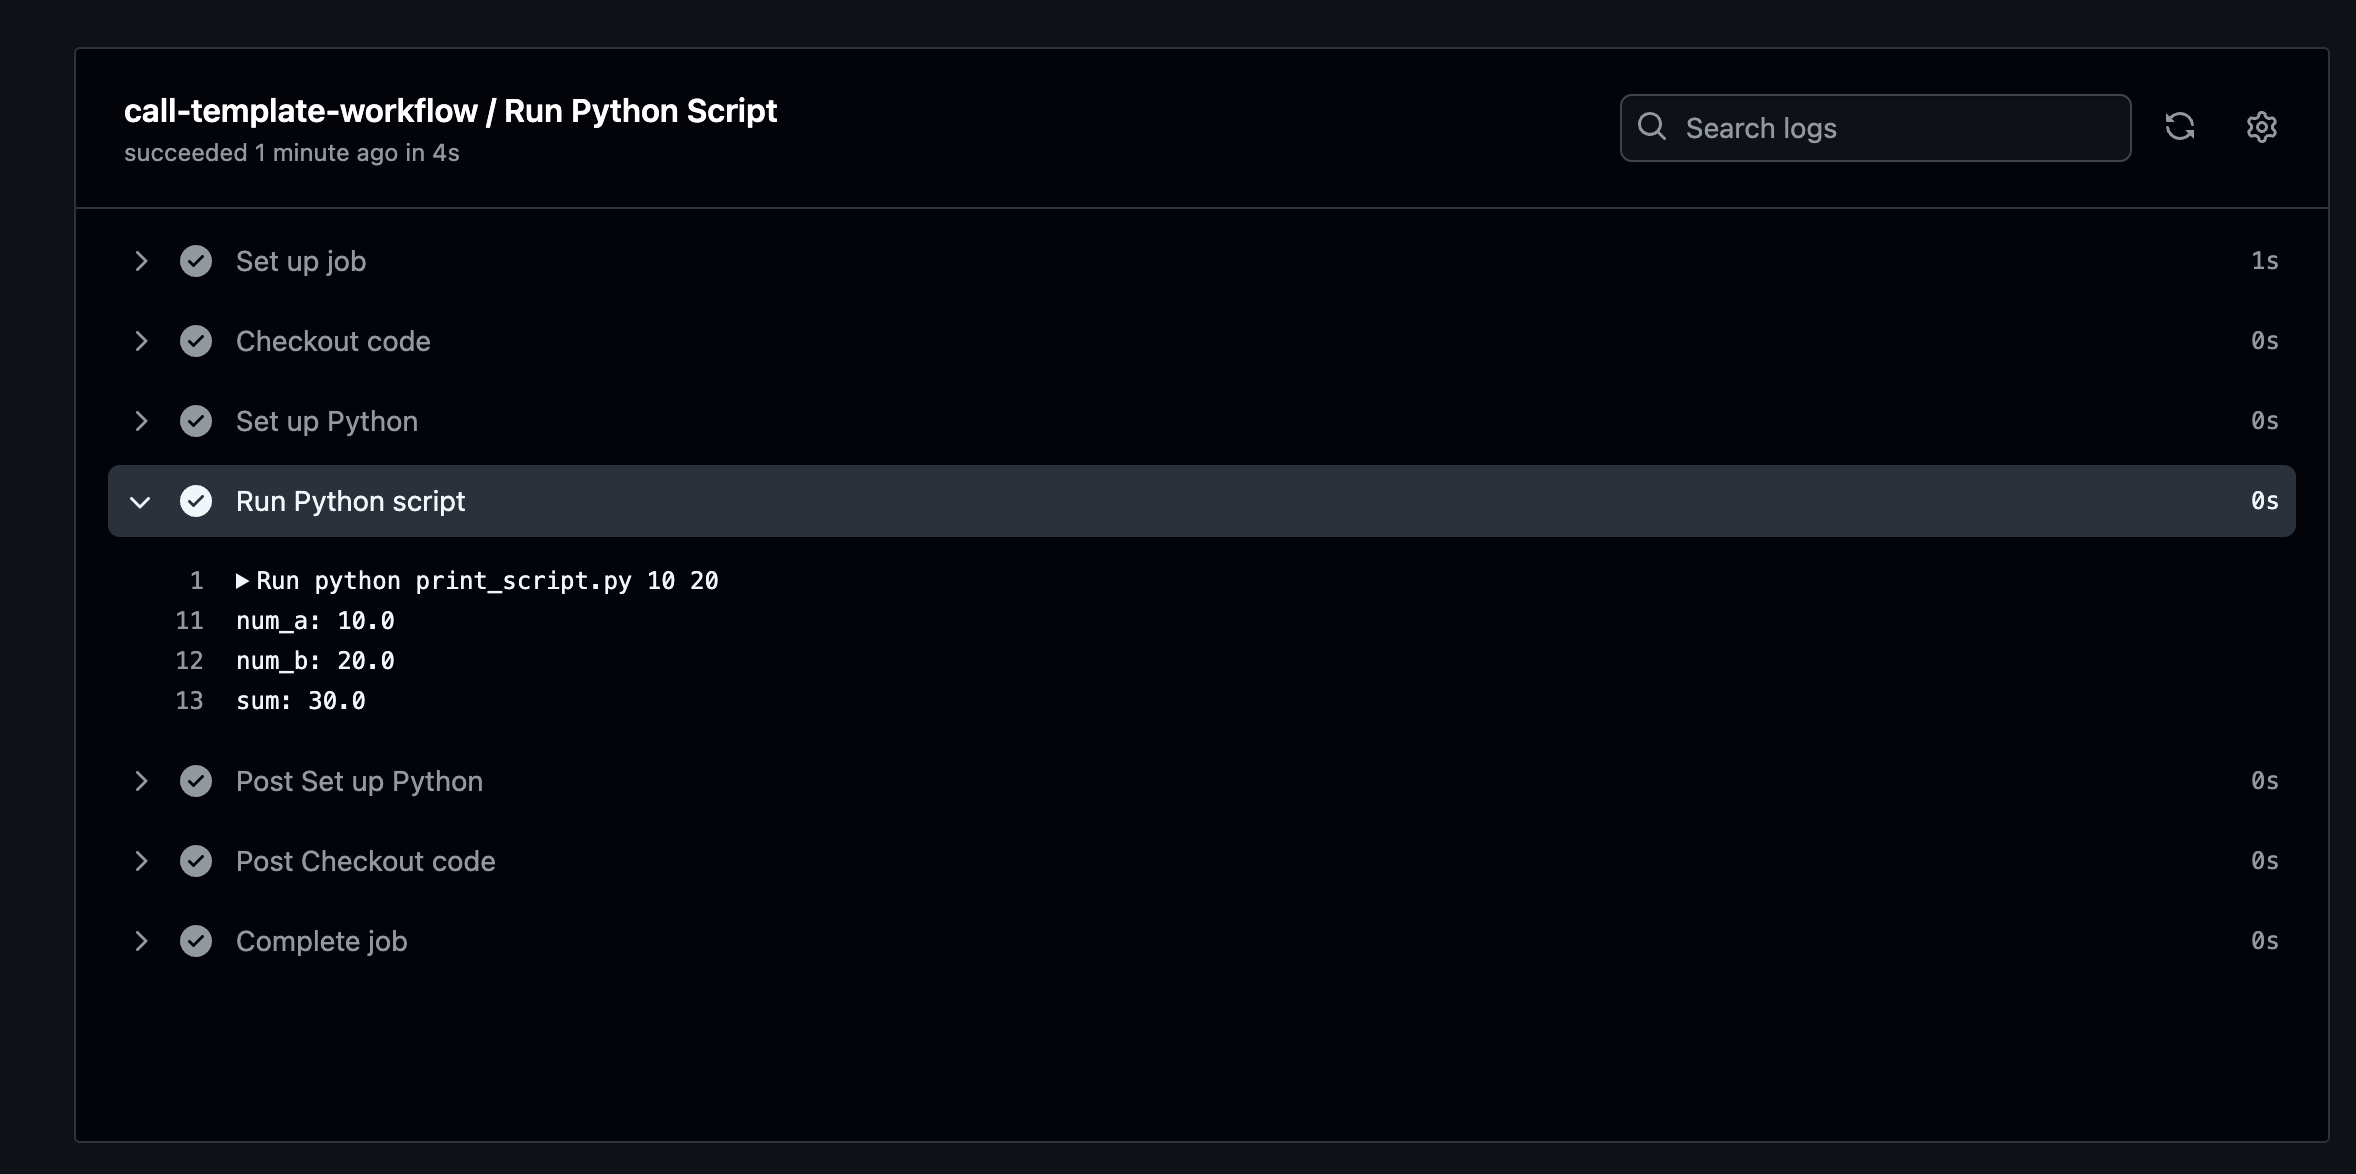 call-template-workflow / Run Python Script
succeeded 1 minute ago in 4s
Search logs
Set up job 1s
Checkout code 0s
Set up Python 0s
Run Python script 0s
1 Run python print_script.py 10 20
11 num_a: 10.0
12 num_b: 20.0
13 sum: 30.0
Post Set up Python 0s
Post Checkout code 0s
Complete job 0s